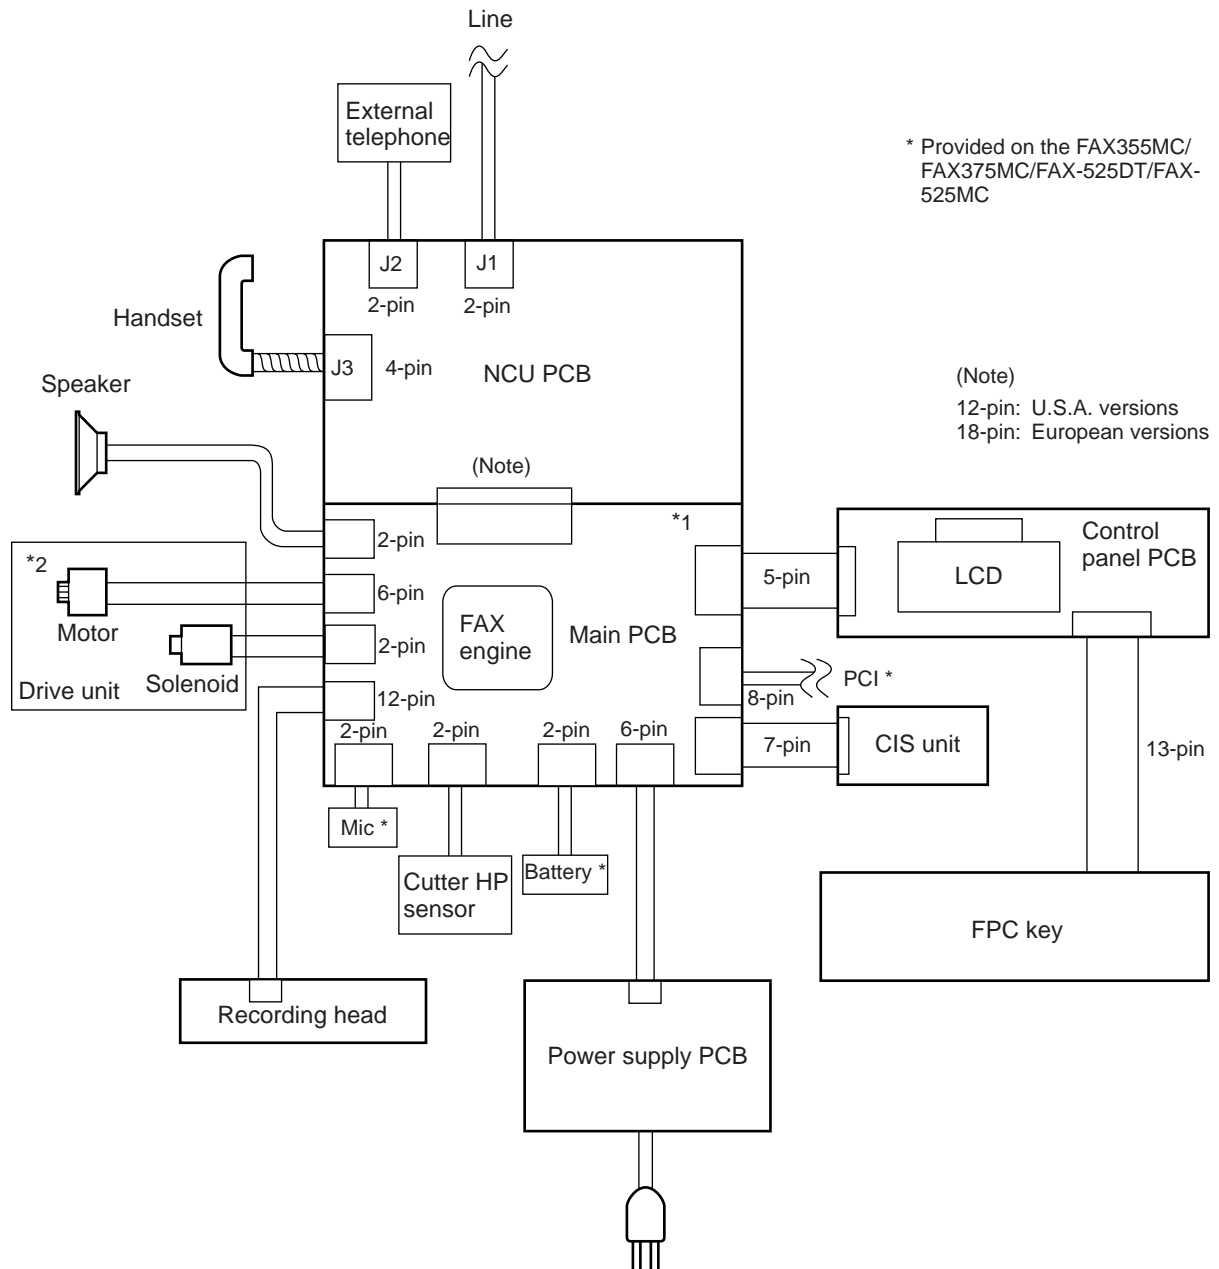 Line
External
telephone
* Provided on the FAX355MC/
FAX375MC/FAX-525DT/FAX-
525MC
J2
J1
2-pin
2-pin
Handset
J3
4-pin
NCU PCB
Speaker
(Note)
12-pin: U.S.A. versions
18-pin: European versions
(Note)
*1
2-pin
Control
panel PCB
LCD
5-pin
*2
6-pin
Motor
FAX
engine
Main PCB
2-pin
Solenoid
Drive unit
12-pin
PCI *
8-pin
2-pin
2-pin
2-pin
6-pin
7-pin
CIS unit
13-pin
Mic *
Cutter HP
sensor
Battery *
FPC key
Recording head
Power supply PCB